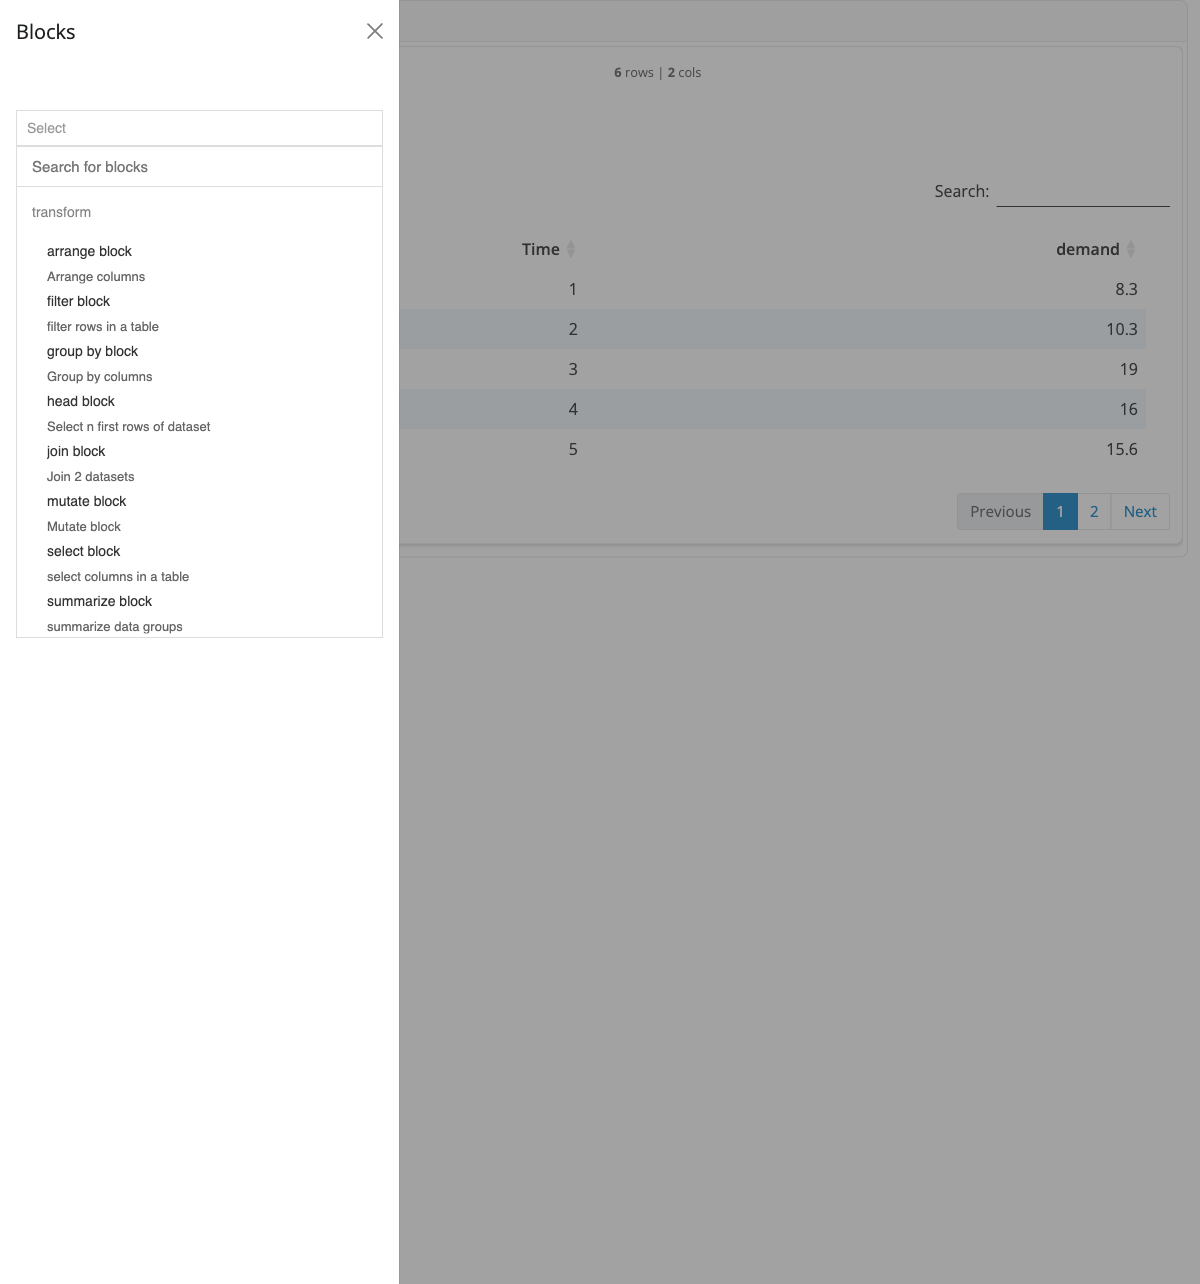 Blocks
Select
Search for blocks
transform
arrange block
Arrange columns
filter block
filter rows in a table
group by block
Group by columns
head block
Select n first rows of dataset
join block
Join 2 datasets
mutate block
Mutate block
select block
select columns in a table
summarize block
summarize data groups
6 rows | 2 cols
Search:
Time demand
1 8.3
2 10.3
3 19
4 16
5 15.6
Previous 1 2 Next